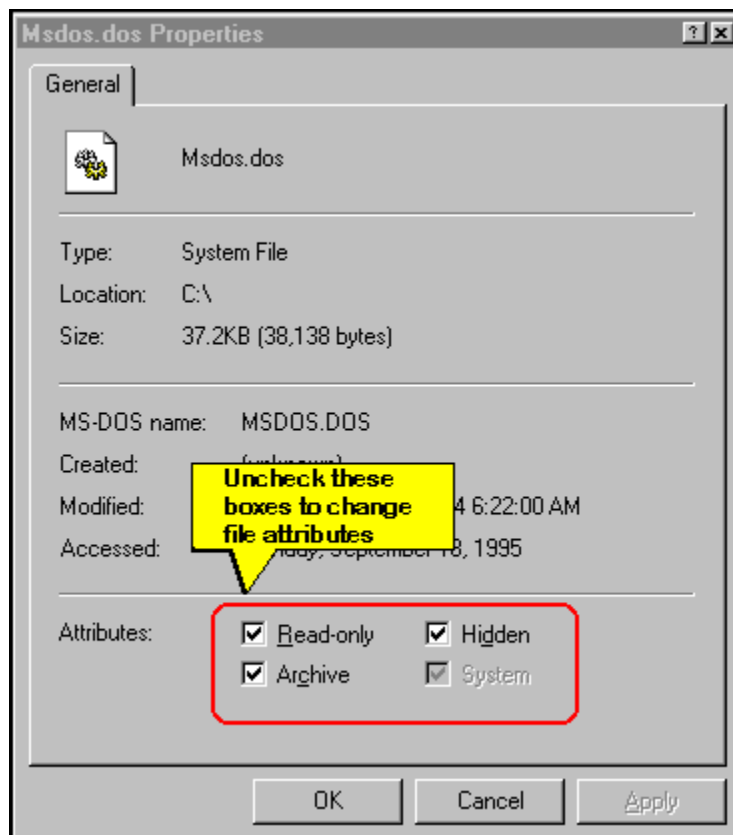 Msdos.dos Properties
General
Msdos.dos
Type: System File
Location: C:\
Size: 37.2KB (38,138 bytes)
MS-DOS name: MSDOS.DOS
Created:
Uncheck these
boxes to change
file attributes
Modified: 4 6:22:00 AM
Accessed: September 18, 1995
Attributes: Read-only Hidden
Archive System
OK Cancel Apply